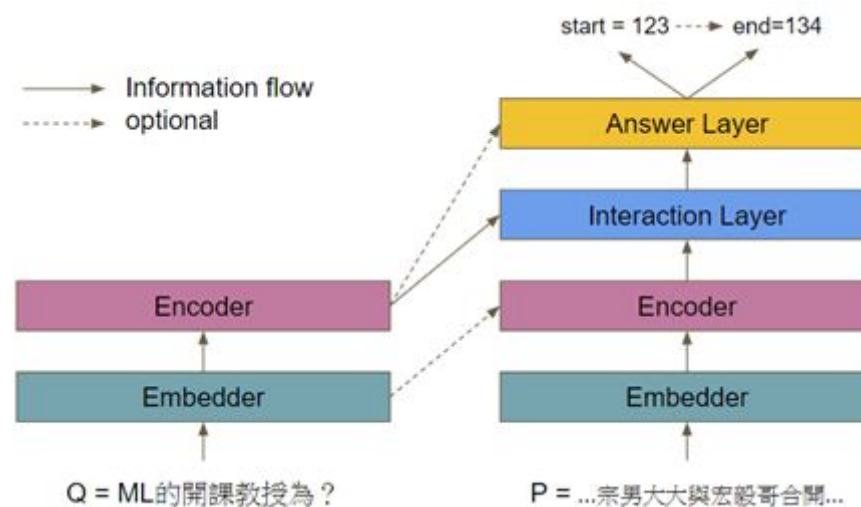 start = 123 end=134
Information flow
optional
Answer Layer
Interaction Layer
Encoder Encoder
Embedder Embedder
Q = ML的開課教授為？ P = ...宗男大大與宏毅哥合開...